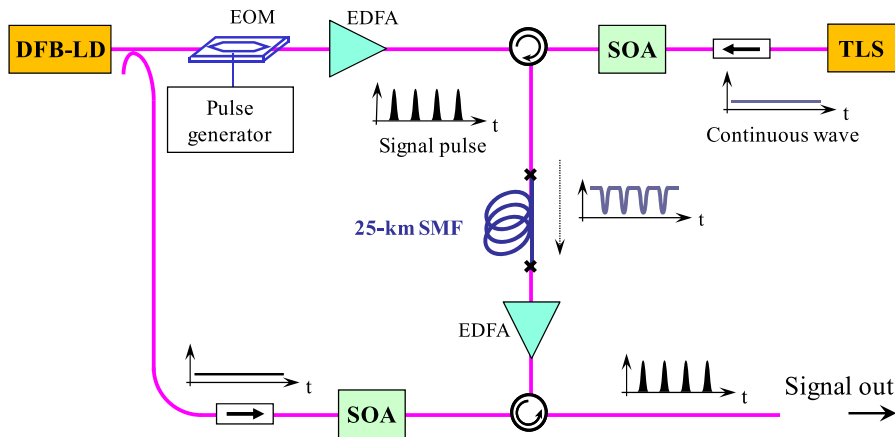 EOM
EDFA
DFB-LD
SOA
TLS
Pulse
generator
t
Signal pulse
t
Continuous wave
25-km SMF
t
EDFA
t
SOA
t
Signal out